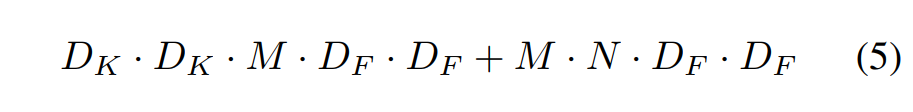 D_K · D_K · M · D_F · D_F + M · N · D_F · D_F (5)